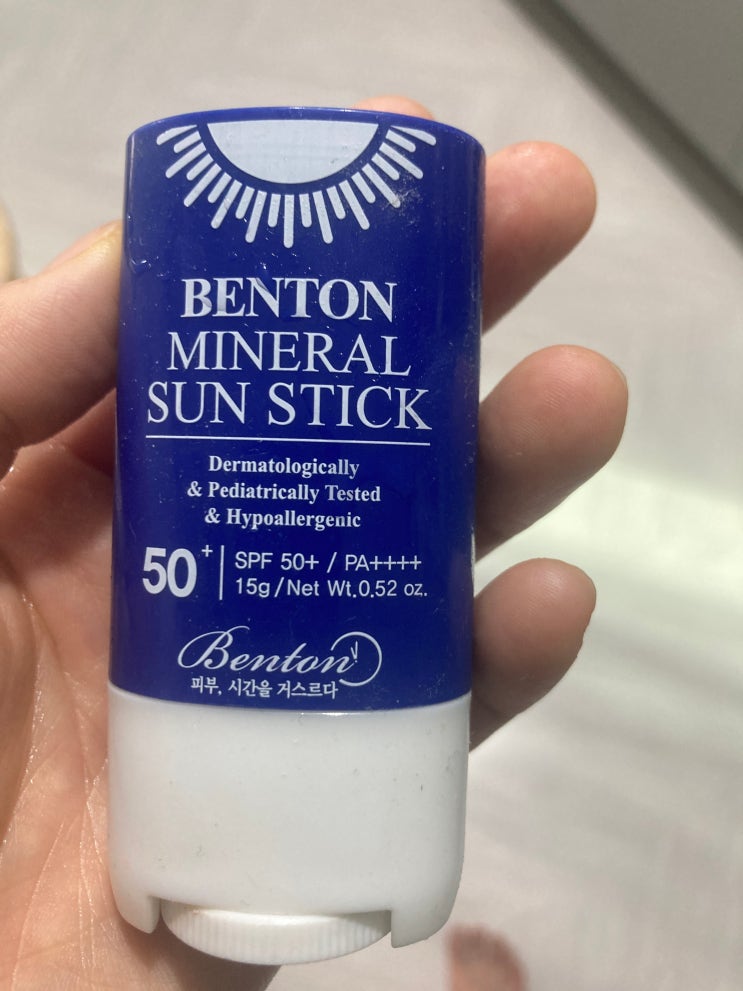 BENTON
MINERAL
SUN STICK
Dermatologically
& Pediatrically Tested
& Hypoallergenic
50+
SPF 50+ / PA++++
15g/Net Wt.0.52 oz.
Benton
피부, 시간을 거스르다